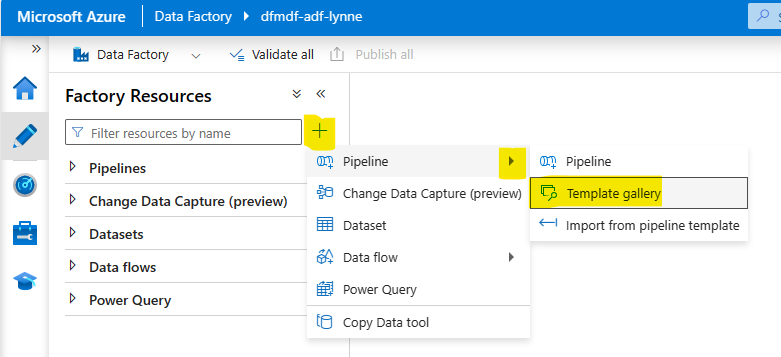 Microsoft Azure
Data Factory
dfmdf-adf-lynne
Data Factory
Validate all
Publish all
Factory Resources
Filter resources by name
Pipelines
Change Data Capture (preview)
Datasets
Data flows
Power Query
Pipeline
Change Data Capture (preview)
Dataset
Data flow
Power Query
Copy Data tool
Pipeline
Template gallery
Import from pipeline template